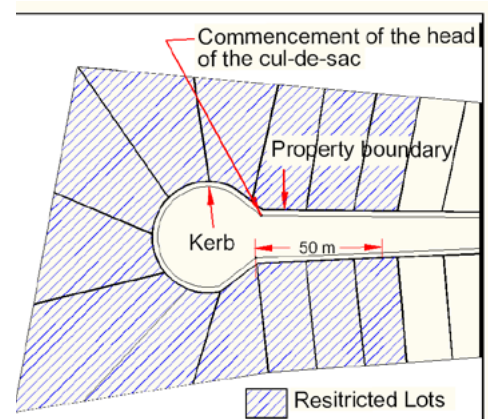 Commencement of the head
of the cul-de-sac
Property boundary
Kerb
50 m
Resitricted Lots